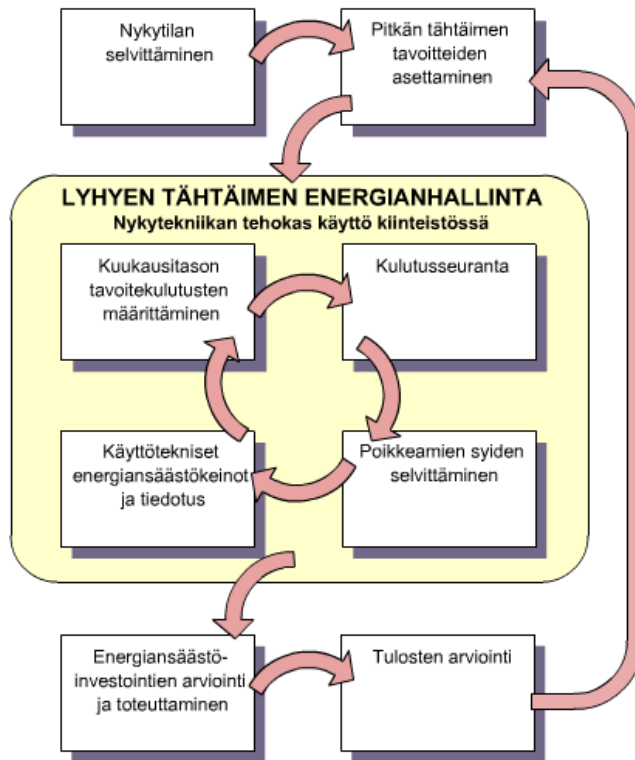 Nykytilan
selvittäminen
Pitkän tähtäimen
tavoitteiden
asettaminen
LYHYEN TÄHTÄIMEN ENERGIANHALLINTA
Nykytekniikan tehokas käyttö kiinteistössä
Kuukausitason
tavoitekulutusten
määrittäminen
Kulutusseuranta
Käyttötekniset
energiansäästökeinot
ja tiedotus
Poikkeamien syiden
selvittäminen
Energiansäästö-
investointien arviointi
ja toteuttaminen
Tulosten arviointi